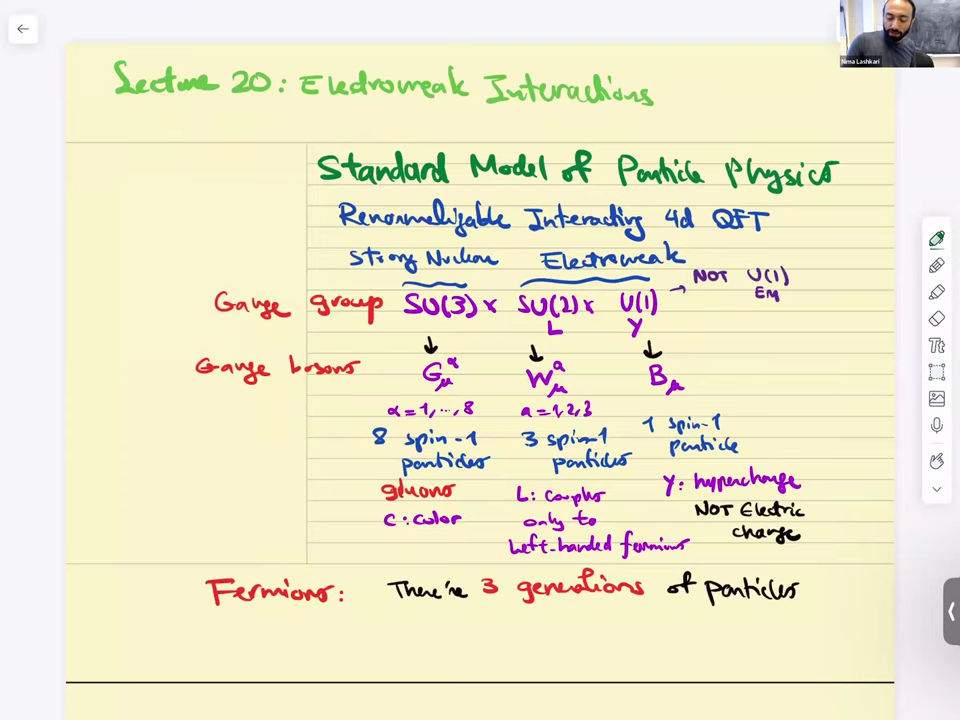 Nima Lashkari
Lecture 20: Electroweak Interactions
Standard Model of Particle Physics
Renormalizable Interacting 4d QFT
Strong Nuclear Electroweak
NOT U(1)
EM
Gauge group SU(3) x SU(2) x U(1)
L Y
Gauge bosons G^α_μ W^a_μ B_μ
α=1,...,8 a=1,2,3
8 spin-1 particles
3 spin-1 particles
1 spin-1 particle
gluons
C: color
L: couples
only to
left-handed fermions
Y: hypercharge
NOT Electric
charge
Fermions: There're 3 generations of particles
Tt